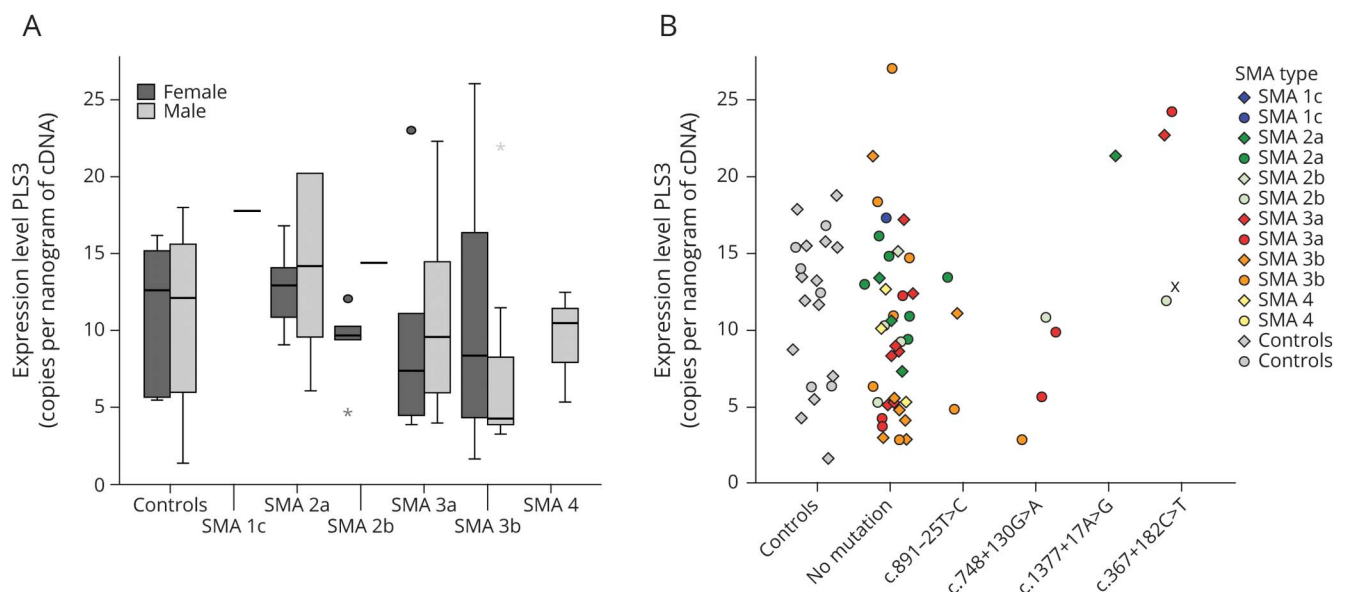 A
Expression level PLS3
(copies per nanogram of cDNA)
25
20
15
10
5
0
Female
Male
*
*
Controls
SMA 1c
SMA 2a
SMA 2b
SMA 3a
SMA 3b
SMA 4
B
Expression level PLS3
(copies per nanogram of cDNA)
25
20
15
10
5
0
x
Controls
No mutation
c.891–25T>C
c.748+130G>A
c.1377+17A>G
c.367+182C>T
SMA type
SMA 1c
SMA 1c
SMA 2a
SMA 2a
SMA 2b
SMA 2b
SMA 3a
SMA 3a
SMA 3b
SMA 3b
SMA 4
SMA 4
Controls
Controls